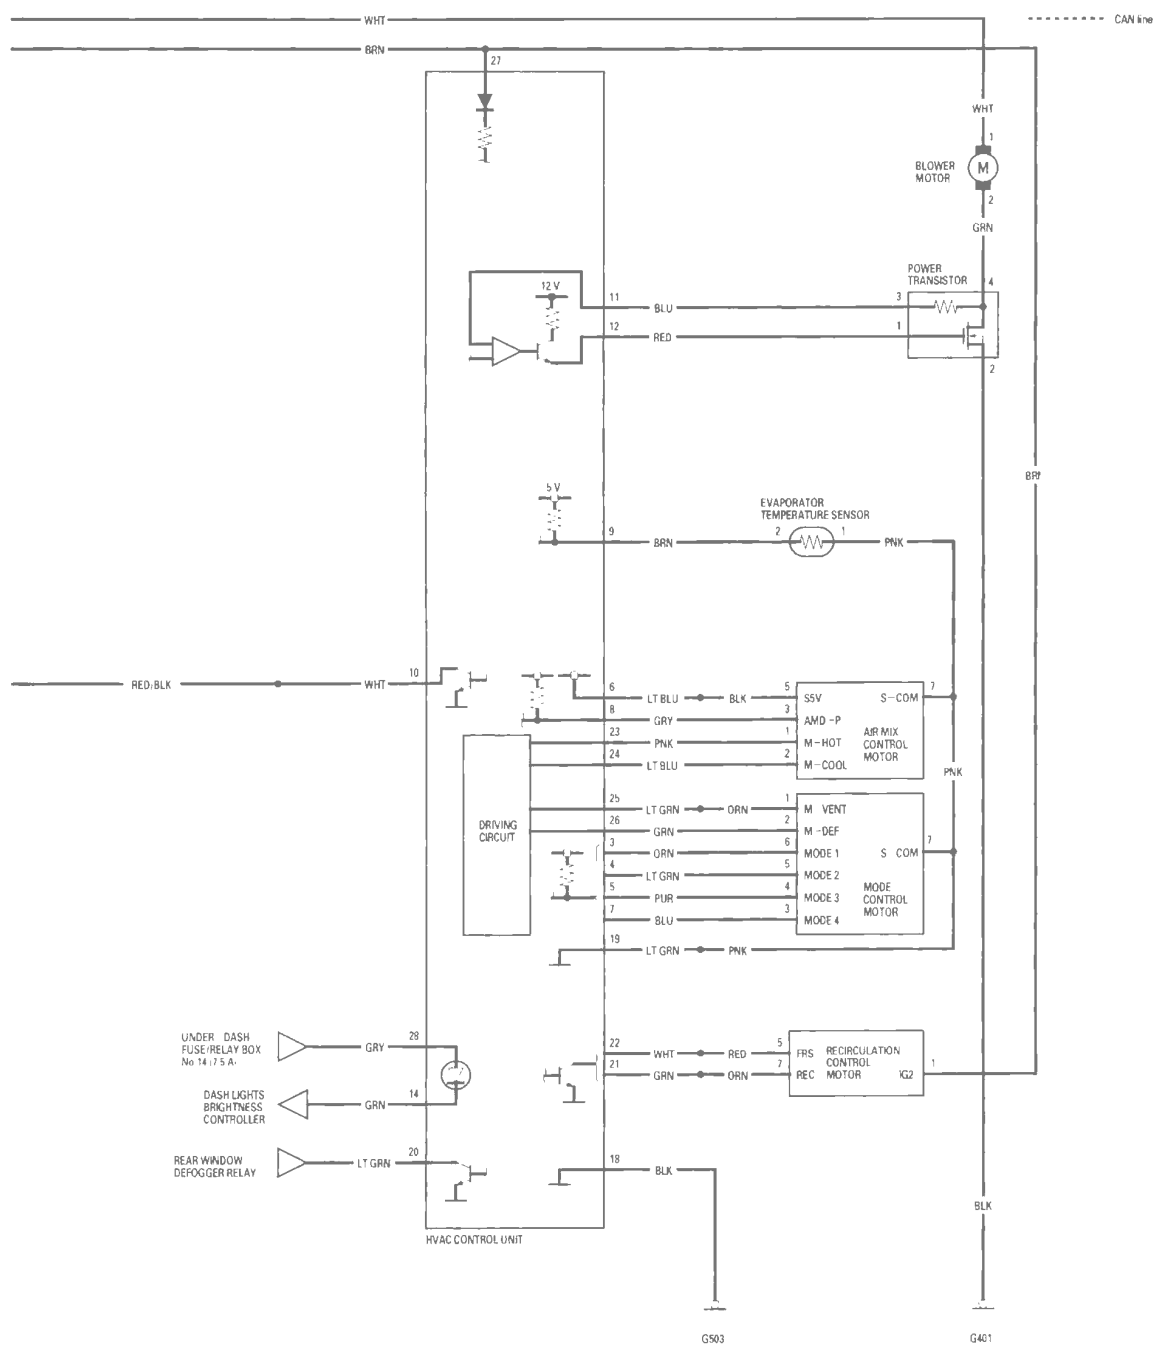 WHT
CAN line
BRN
27
WHT
1
BLOWER
MOTOR
M
2
GRN
POWER
TRANSISTOR
4
12 V
11
BLU
3
12
RED
1
2
BRN
5 V
EVAPORATOR
TEMPERATURE SENSOR
9
BRN
2
1
PNK
RED/BLK
WHT
10
6
LT BLU
BLK
5
S5V
S-COM
7
8
GRY
3
AMD-P
AIR MIX
CONTROL
MOTOR
23
PNK
1
M-HOT
24
LT BLU
2
M-COOL
PNK
25
LT GRN
ORN
1
M VENT
DRIVING
CIRCUIT
26
GRN
2
M-DEF
3
ORN
6
MODE 1
S COM
7
4
LT GRN
5
MODE 2
MODE
CONTROL
MOTOR
5
PUR
4
MODE 3
7
BLU
3
MODE 4
19
LT GRN
PNK
UNDER DASH
FUSE/RELAY BOX
No 14 (7.5 A)
GRY
28
22
WHT
RED
5
FRS
RECIRCULATION
CONTROL
MOTOR
21
GRN
ORN
7
REC
IG2
1
DASH LIGHTS
BRIGHTNESS
CONTROLLER
GRN
14
REAR WINDOW
DEFOGGER RELAY
LT GRN
20
18
BLK
BLK
HVAC CONTROL UNIT
G503
G401